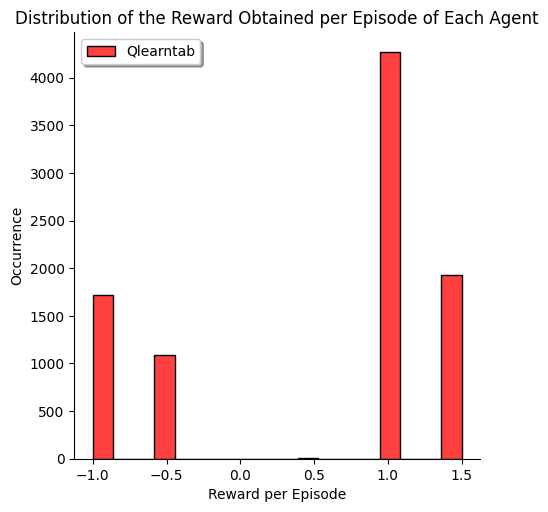 Distribution of the Reward Obtained per Episode of Each Agent
Qlearntab
4000
3500
3000
2500
2000
1500
1000
500
0
Occurrence
−1.0 −0.5 0.0 0.5 1.0 1.5
Reward per Episode